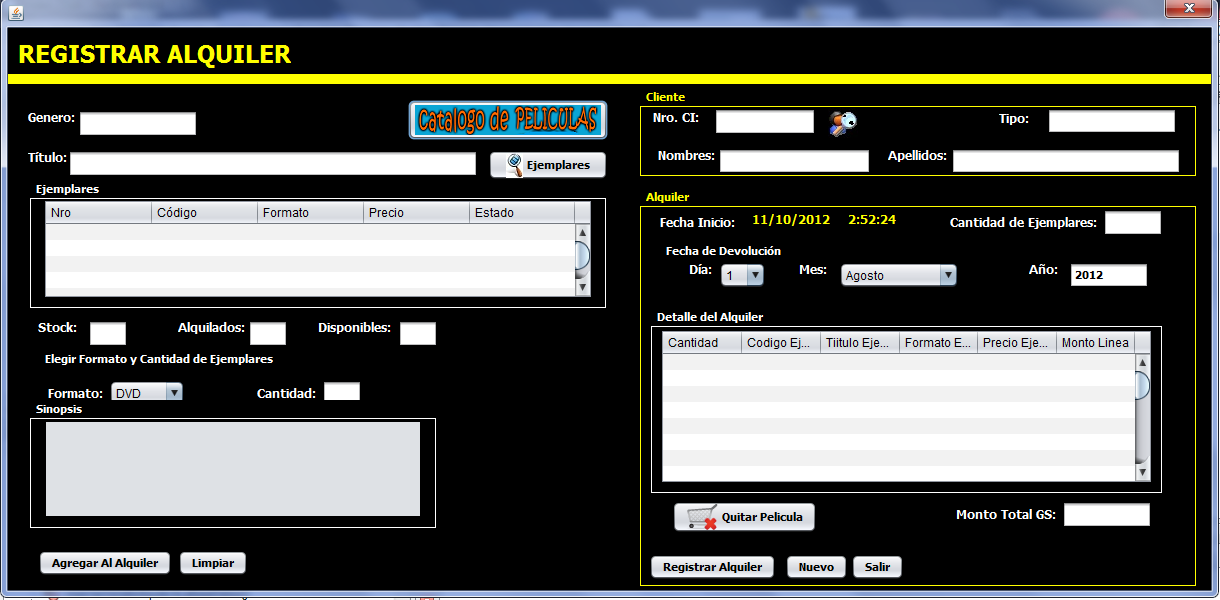 REGISTRAR ALQUILER
Genero:
Catalogo de PELICULAS
Título:
Ejemplares
Ejemplares
Nro Código Formato Precio Estado
Stock: Alquilados: Disponibles:
Elegir Formato y Cantidad de Ejemplares
Formato: DVD Cantidad:
Sinopsis
Agregar Al Alquiler Limpiar
Cliente
Nro. CI: Tipo:
Nombres: Apellidos:
Alquiler
Fecha Inicio: 11/10/2012 2:52:24 Cantidad de Ejemplares:
Fecha de Devolución
Día: 1 Mes: Agosto Año: 2012
Detalle del Alquiler
Cantidad Codigo Ej... Tiitulo Eje... Formato E... Precio Eje... Monto Linea
Quitar Pelicula Monto Total GS:
Registrar Alquiler Nuevo Salir